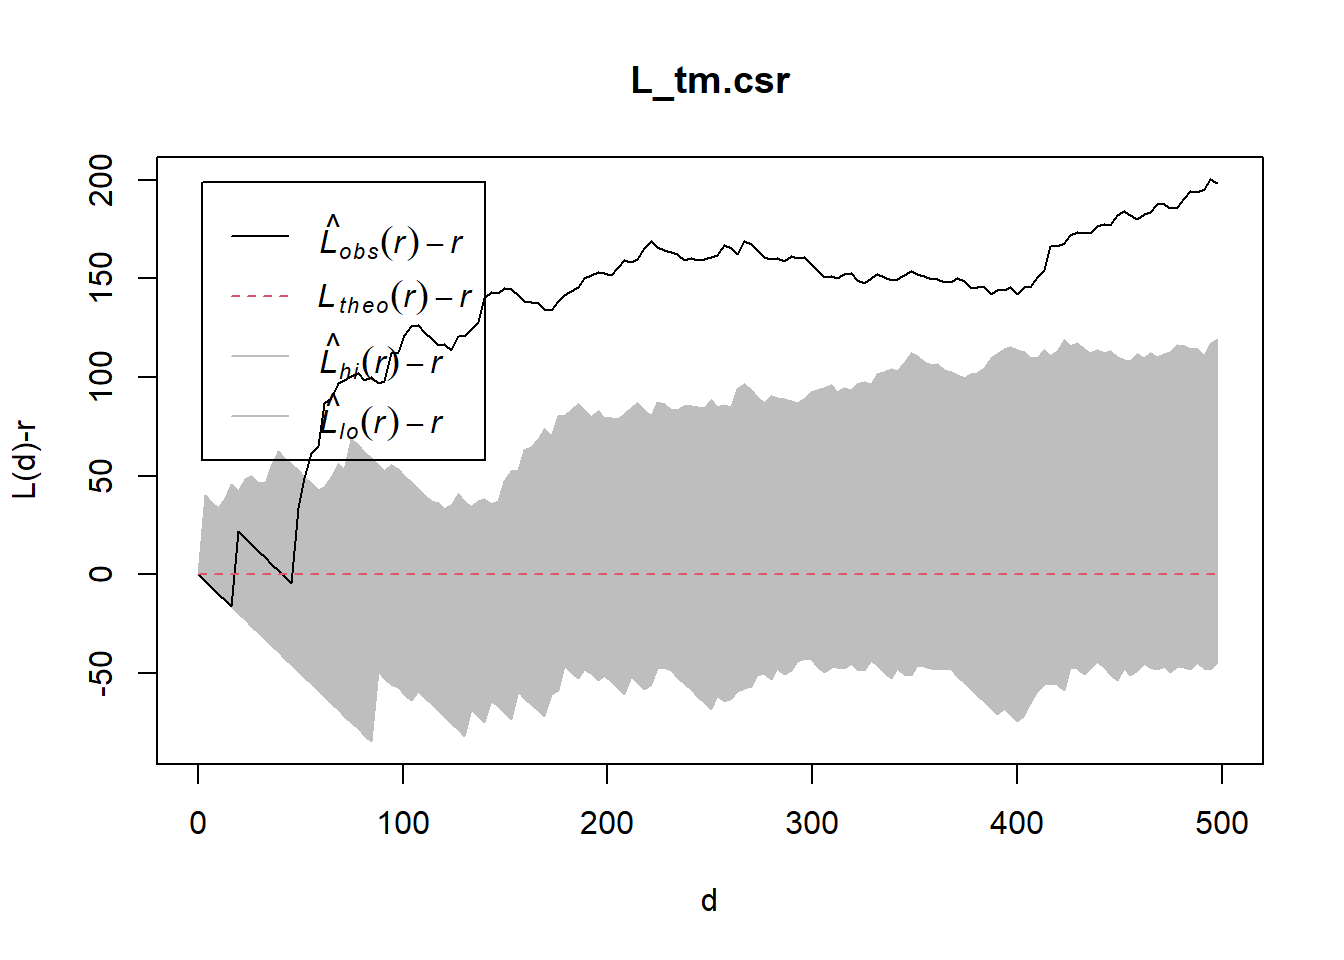 L_tm.csr
L̂obs(r) – r
Ltheo(r) – r
L̂hi(r) – r
L̂lo(r) – r
L(d)-r
200
150
100
50
0
-50
0 100 200 300 400 500
d